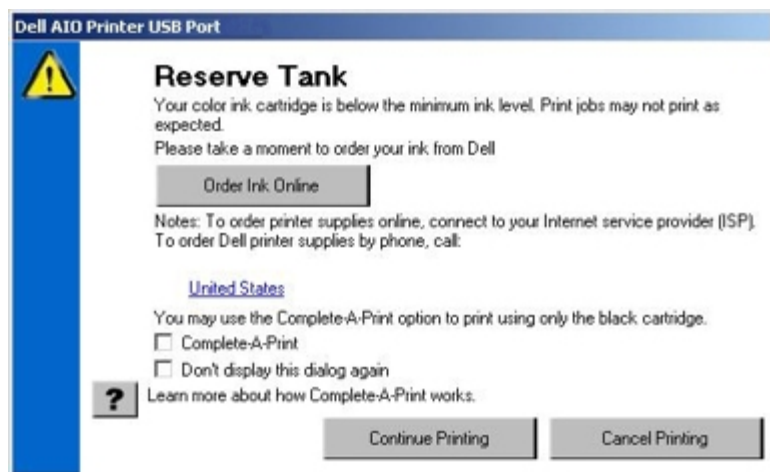 Dell AIO Printer USB Port
Reserve Tank
Your color ink cartridge is below the minimum ink level. Print jobs may not print as
expected.
Please take a moment to order your ink from Dell
Order Ink Online
Notes: To order printer supplies online, connect to your Internet service provider (ISP).
To order Dell printer supplies by phone, call:
United States
You may use the Complete-A-Print option to print using only the black cartridge.
Complete-A-Print
Don't display this dialog again
? Learn more about how Complete-A-Print works.
Continue Printing
Cancel Printing